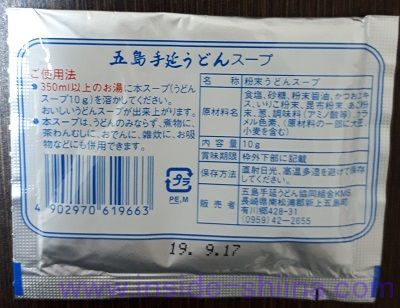 五島手延うどんスープ
ご使用法
● 350ml以上のお湯に本スープ(うどん
スープ10g)を溶かしてください。
おいしいうどんスープが出来上がります。
● 本スープは、うどんのみならず、煮物に、
茶わんむしに、おでんに、雑炊に、お吸
物などにも併用できます。
名称 粉末うどんスープ
原材料名 食塩、砂糖、粉末醤油、かつおエキ
ス、いりこ粉末、昆布粉末、あご粉
末、葱、調味料(アミノ酸等)、カラ
メル色素、(原材料の一部に大豆、
小麦を含む)
内容量 10g
賞味期限 枠外下部に記載
保存方法 直射日光、高温多湿を避けて保存
してください。
販売者 五島手延うどん協同組合KM5
長崎県南松浦郡新上五島町
有川郷428-31
(0959)42-2655
プラ
PE,M
4 902970 619663
19. 9.17
www.inside-shiing.com